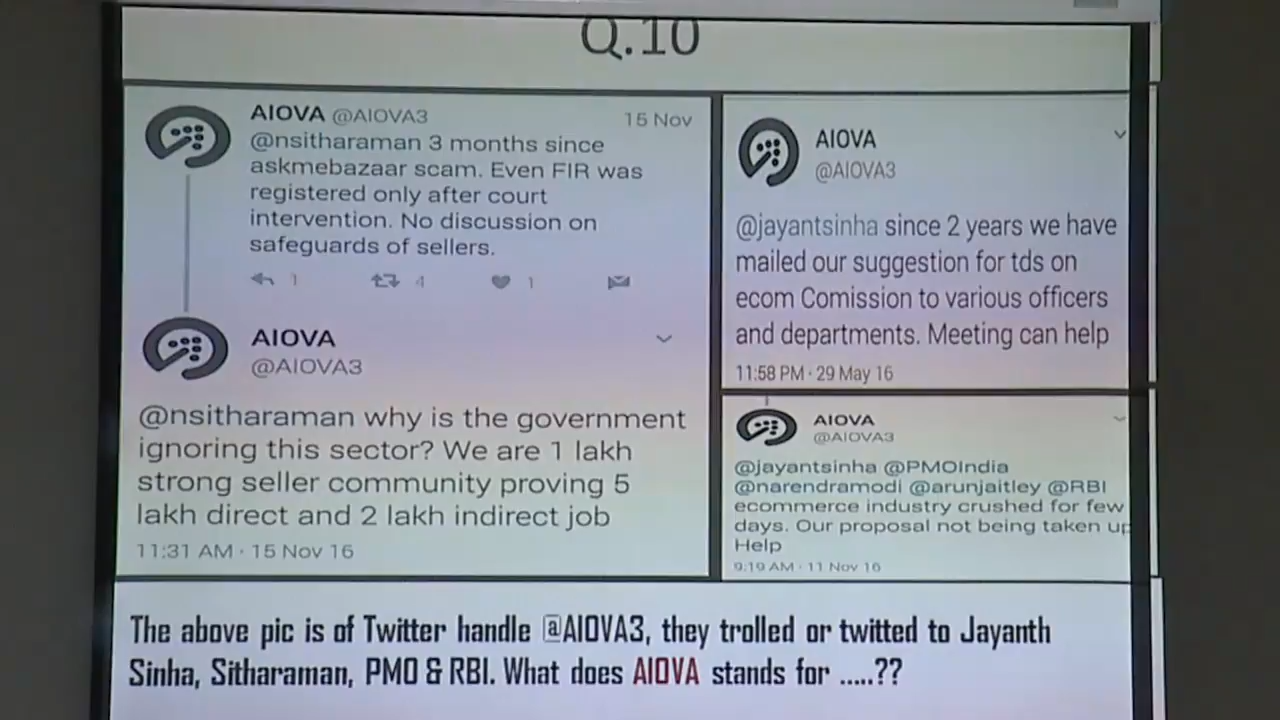 Q.10
AIOVA @AIOVA3 15 Nov
@nsitharaman 3 months since
askmebazaar scam. Even FIR was
registered only after court
intervention. No discussion on
safeguards of sellers.
1 4 1
AIOVA
@AIOVA3
@nsitharaman why is the government
ignoring this sector? We are 1 lakh
strong seller community proving 5
lakh direct and 2 lakh indirect job
11:31 AM · 15 Nov 16
AIOVA
@AIOVA3
@jayantsinha since 2 years we have
mailed our suggestion for tds on
ecom Comission to various officers
and departments. Meeting can help
11:58 PM · 29 May 16
AIOVA
@AIOVA3
@jayantsinha @PMOIndia
@narendramodi @arunjaitley @RBI
ecommerce industry crushed for few
days. Our proposal not being taken up
Help
9:19 AM · 11 Nov 16
The above pic is of Twitter handle @AIOVA3, they trolled or twitted to Jayanth
Sinha, Sitharaman, PMO & RBI. What does AIOVA stands for .....??